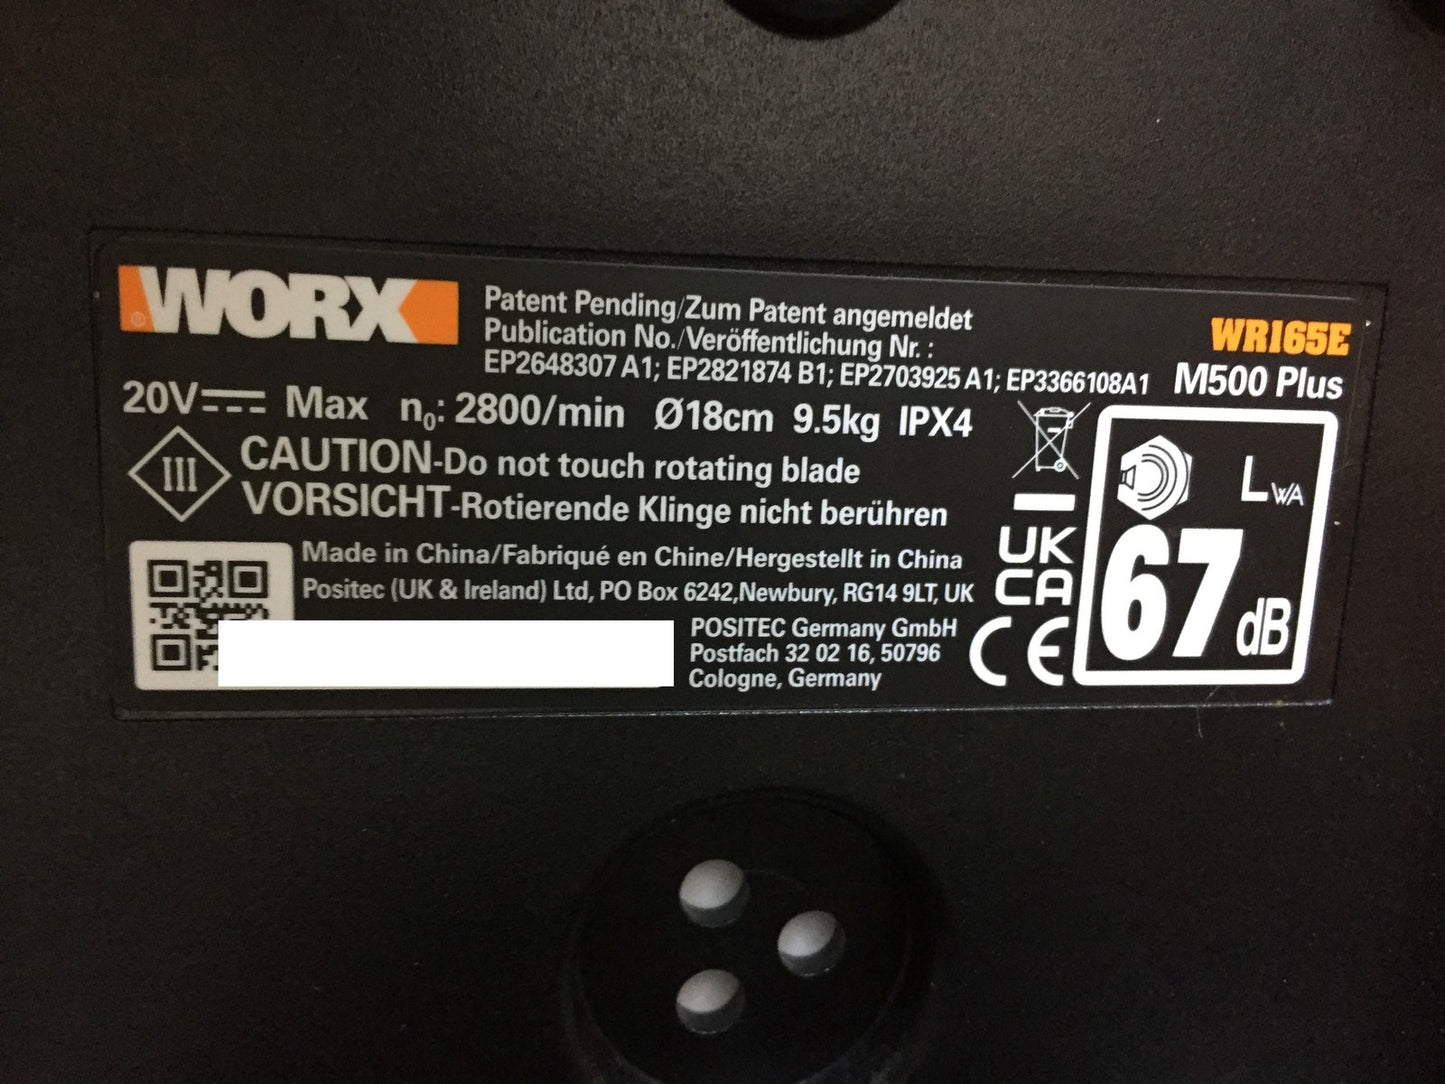 WORX
Patent Pending/Zum Patent angemeldet
Publication No./Veröffentlichung Nr. :
EP2648307 A1; EP2821874 B1; EP2703925 A1; EP3366108A1
WR165E
M500 Plus
20V Max n0: 2800/min Ø18cm 9.5kg IPX4
III
CAUTION-Do not touch rotating blade
VORSICHT-Rotierende Klinge nicht berühren
Made in China/Fabriqué en Chine/Hergestellt in China
Positec (UK & Ireland) Ltd, PO Box 6242,Newbury, RG14 9LT, UK
POSITEC Germany GmbH
Postfach 32 02 16, 50796
Cologne, Germany
UK
CA
CE
LWA
67 dB